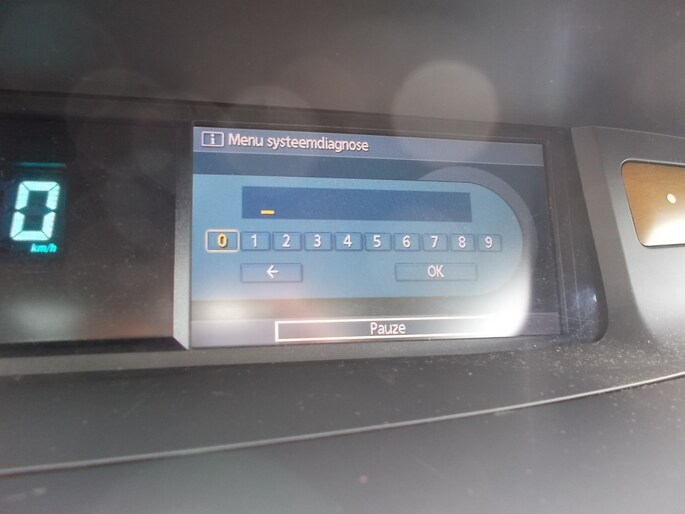 i Menu systeemdiagnose
0
km/h
0 1 2 3 4 5 6 7 8 9
← OK
Pauze